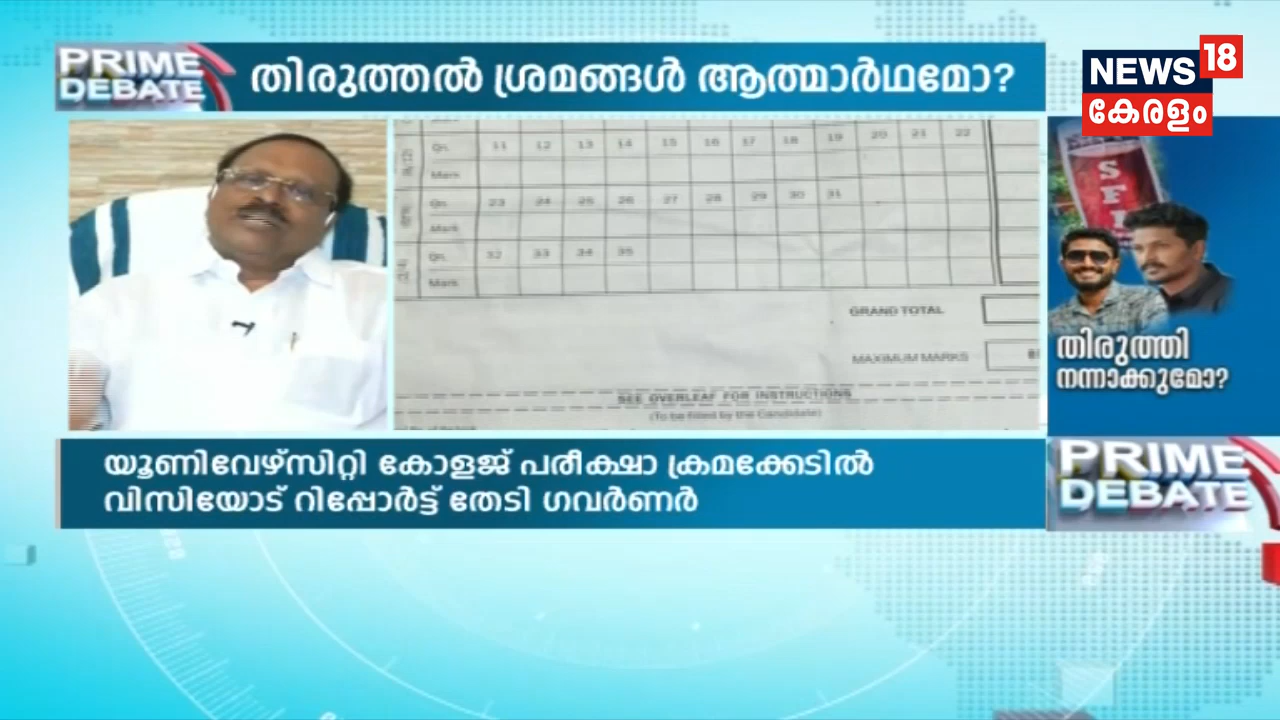 PRIME
DEBATE
തിരുത്തൽ ശ്രമങ്ങൾ ആത്മാർഥമോ?
NEWS 18
കേരളം
Qn. 11 12 13 14 15 16 17 18 19 20 21 22
Mark
Qn. 23 24 25 26 27 28 29 30 31
Mark
Qn. 32 33 34 35
Mark
GRAND TOTAL
MAXIMUM MARKS
SEE OVERLEAF FOR INSTRUCTIONS
(To be filled by the Candidate)
S
F
തിരുത്തി
നന്നാക്കുമോ?
യൂണിവേഴ്സിറ്റി കോളജ് പരീക്ഷാ ക്രമക്കേടിൽ
വിസിയോട് റിപ്പോർട്ട് തേടി ഗവർണർ
PRIME
DEBATE